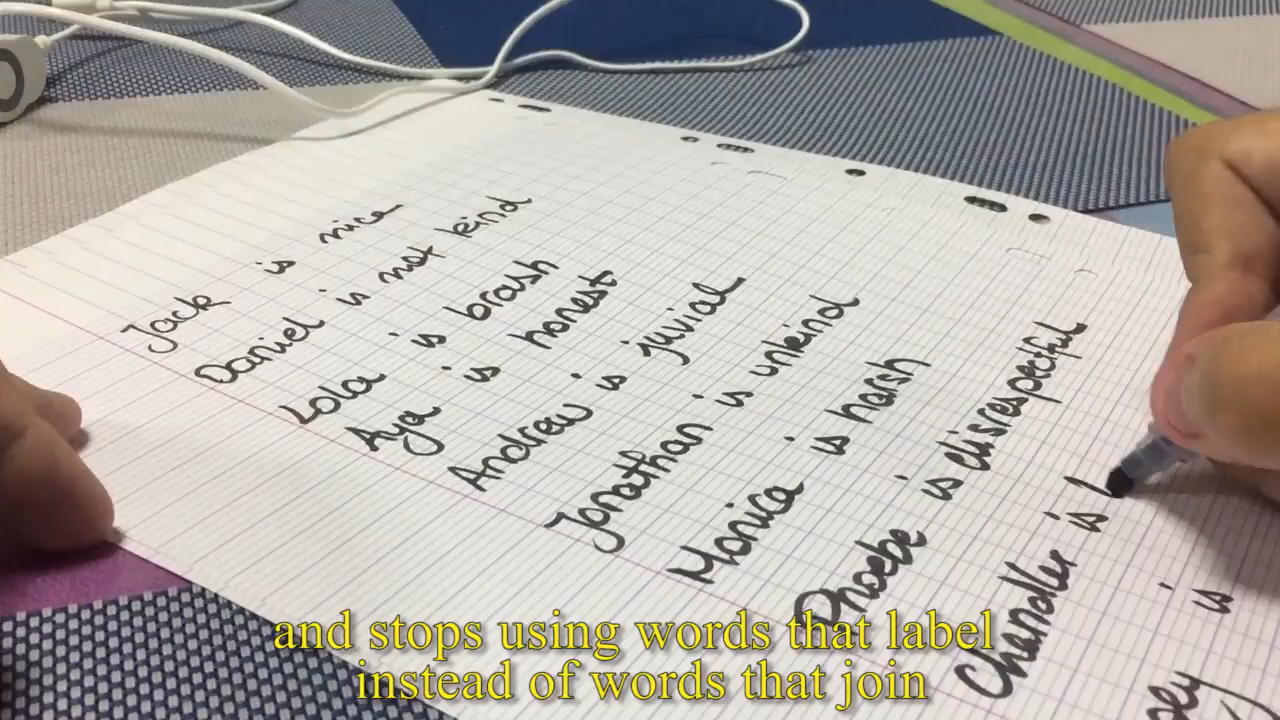 Jack is nice
Daniel is not kind
Lola is brash
Aya is honest
Andrew is juvial
Jonathan is unkind
Monica is harsh
Phoebe is disrespectful
Chandler is
is
and stops using words that label
instead of words that join